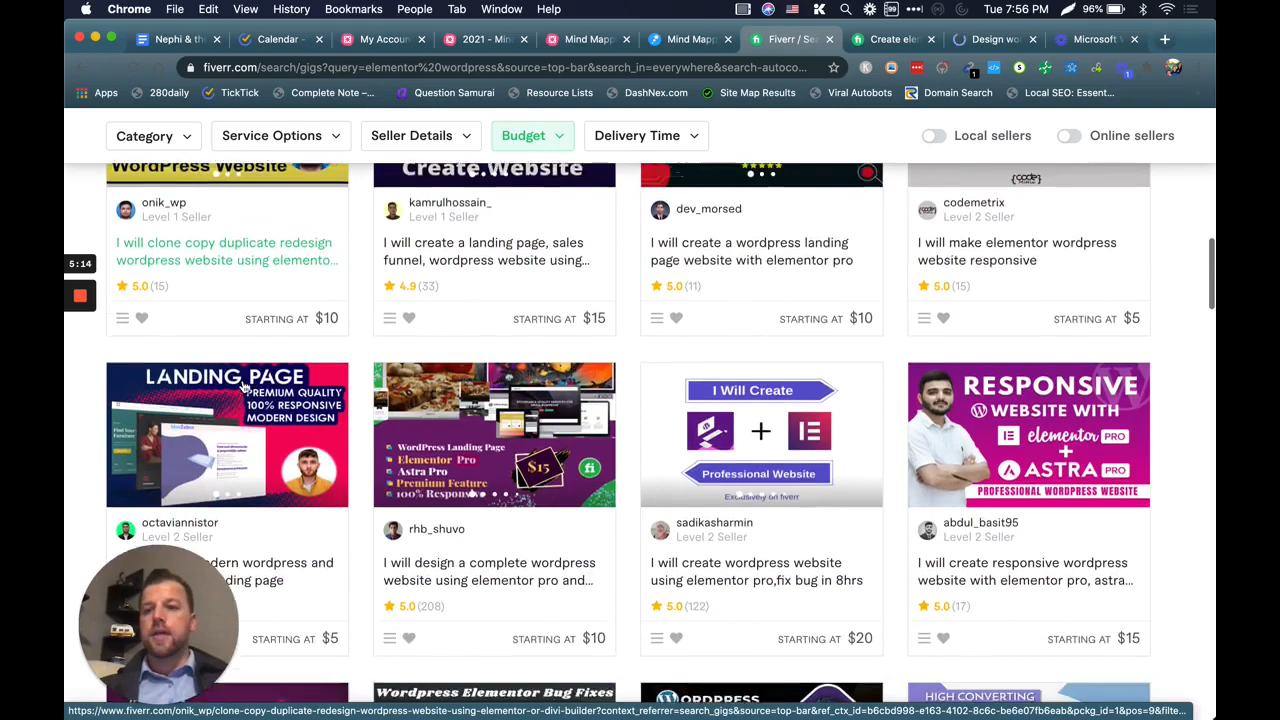 Chrome File Edit View History Bookmarks People Tab Window Help
99 96% Tue 7:56 PM
Nephi & th Calendar - My Accou 2021 - Min Mind Mapp Mind Mapp Fiverr / Sea Create ele Design wo Microsoft
fiverr.com/search/gigs?query=elementor%20wordpress&source=top-bar&search_in=everywhere&search-autoco...
Apps 280daily TickTick Complete Note –... Question Samurai Resource Lists DashNex.com Site Map Results Viral Autobots Domain Search Local SEO: Essent...
Category Service Options Seller Details Budget Delivery Time Local sellers Online sellers
WordPress Website
Create Website
{code
onik_wp
Level 1 Seller
I will clone copy duplicate redesign
wordpress website using elemento...
5.0 (15)
STARTING AT $10
kamrulhossain_
Level 1 Seller
I will create a landing page, sales
funnel, wordpress website using...
4.9 (33)
STARTING AT $15
dev_morsed
I will create a wordpress landing
page website with elementor pro
5.0 (11)
STARTING AT $10
codemetrix
Level 2 Seller
I will make elementor wordpress
website responsive
5.0 (15)
STARTING AT $5
5:14
LANDING PAGE
PREMIUM QUALITY
100% RESPONSIVE
MODERN DESIGN
octaviannistor
Level 2 Seller
dern wordpress and
ding page
STARTING AT $5
WordPress Landing Page
Elementor Pro
Astra Pro
Premium Feature
100% Respons
$15
fi
rhb_shuvo
I will design a complete wordpress
website using elementor pro and...
5.0 (208)
STARTING AT $10
I Will Create
+
Professional Website
Exclusively on fiverr
sadikasharmin
Level 2 Seller
I will create wordpress website
using elementor pro,fix bug in 8hrs
5.0 (122)
STARTING AT $20
RESPONSIVE
WEBSITE WITH
elementor PRO
+
ASTRA PRO
PROFESSIONAL WORDPRESS WEBSITE
abdul_basit95
Level 2 Seller
I will create responsive wordpress
website with elementor pro, astra...
5.0 (17)
STARTING AT $15
Wordpress Elementor Bug Fixes
WORDPRESS
HIGH CONVERTING
https://www.fiverr.com/onik_wp/clone-copy-duplicate-redesign-wordpress-website-using-elementor-or-divi-builder?context_referrer=search_gigs&source=top-bar&ref_ctx_id=b6cbd998-e163-4102-8c6c-be6e07fb6eab&pckg_id=1&pos=9&filte...